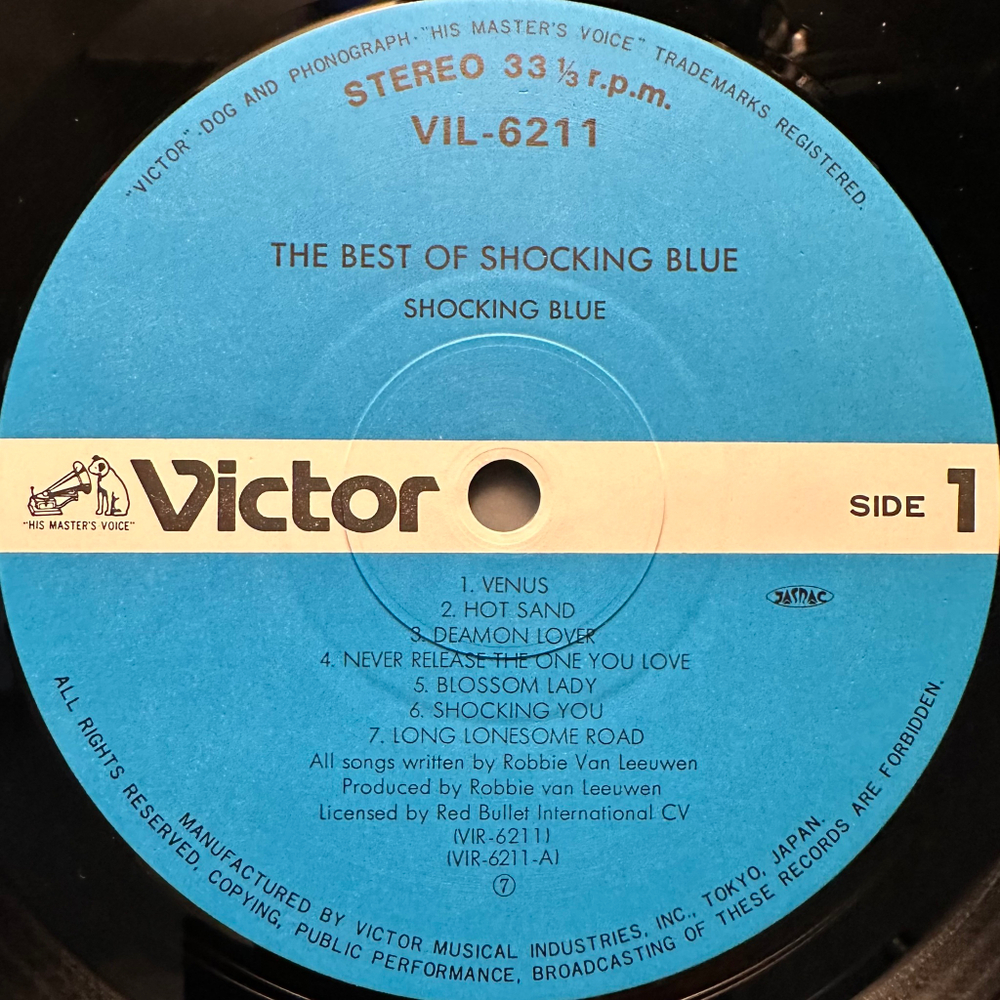 "VICTOR"·DOG AND PHONOGRAPH·"HIS MASTER'S VOICE" TRADEMARKS REGISTERED.
STEREO 33 1/3 r.p.m.
VIL-6211
THE BEST OF SHOCKING BLUE
SHOCKING BLUE
Victor
"HIS MASTER'S VOICE"
SIDE 1
JASRAC
1. VENUS
2. HOT SAND
3. DEAMON LOVER
4. NEVER RELEASE THE ONE YOU LOVE
5. BLOSSOM LADY
6. SHOCKING YOU
7. LONG LONESOME ROAD
All songs written by Robbie Van Leeuwen
Produced by Robbie van Leeuwen
Licensed by Red Bullet International CV
(VIR-6211)
(VIR-6211-A)
⑦
MANUFACTURED BY VICTOR MUSICAL INDUSTRIES, INC., TOKYO, JAPAN.
ALL RIGHTS RESERVED, COPYING, PUBLIC PERFORMANCE, BROADCASTING OF THESE RECORDS ARE FORBIDDEN.